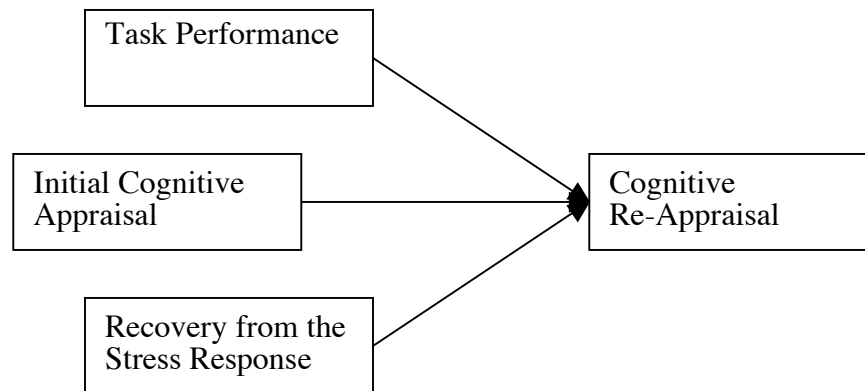 Task Performance
Initial Cognitive
Appraisal
Cognitive
Re-Appraisal
Recovery from the
Stress Response